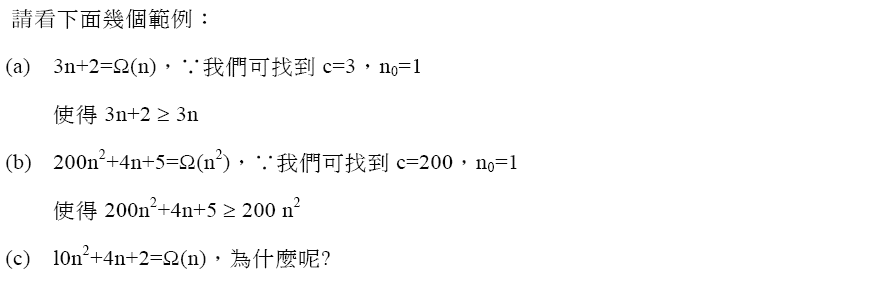 請看下面幾個範例：
(a) 3n+2=Ω(n)，∵我們可找到 c=3，n₀=1
使得 3n+2 ≥ 3n
(b) 200n²+4n+5=Ω(n²)，∵我們可找到 c=200，n₀=1
使得 200n²+4n+5 ≥ 200 n²
(c) l0n²+4n+2=Ω(n)，為什麼呢?